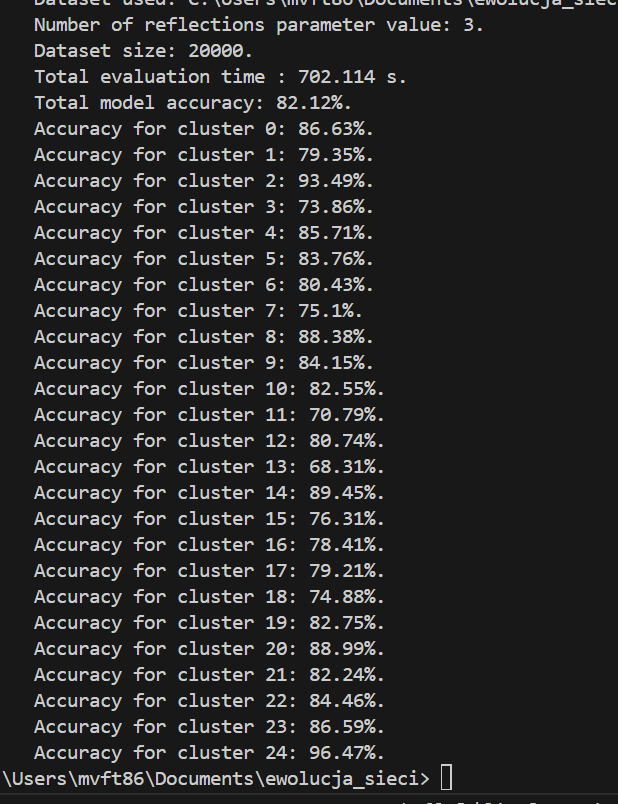 Dataset used: C:\Users\mvft86\Documents\ewolucja_siec
Number of reflections parameter value: 3.
Dataset size: 20000.
Total evaluation time : 702.114 s.
Total model accuracy: 82.12%.
Accuracy for cluster 0: 86.63%.
Accuracy for cluster 1: 79.35%.
Accuracy for cluster 2: 93.49%.
Accuracy for cluster 3: 73.86%.
Accuracy for cluster 4: 85.71%.
Accuracy for cluster 5: 83.76%.
Accuracy for cluster 6: 80.43%.
Accuracy for cluster 7: 75.1%.
Accuracy for cluster 8: 88.38%.
Accuracy for cluster 9: 84.15%.
Accuracy for cluster 10: 82.55%.
Accuracy for cluster 11: 70.79%.
Accuracy for cluster 12: 80.74%.
Accuracy for cluster 13: 68.31%.
Accuracy for cluster 14: 89.45%.
Accuracy for cluster 15: 76.31%.
Accuracy for cluster 16: 78.41%.
Accuracy for cluster 17: 79.21%.
Accuracy for cluster 18: 74.88%.
Accuracy for cluster 19: 82.75%.
Accuracy for cluster 20: 88.99%.
Accuracy for cluster 21: 82.24%.
Accuracy for cluster 22: 84.46%.
Accuracy for cluster 23: 86.59%.
Accuracy for cluster 24: 96.47%.
\Users\mvft86\Documents\ewolucja_sieci>